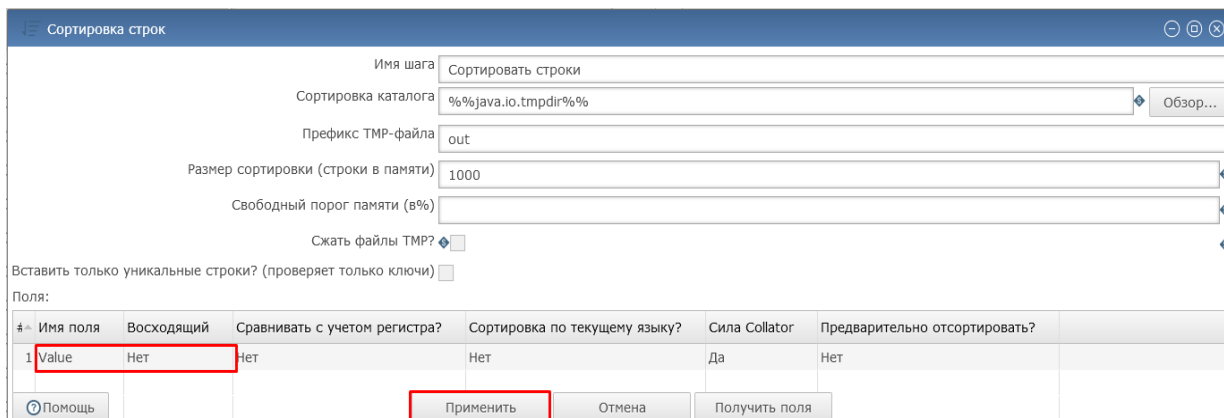 Сортировка строк
Имя шага Сортировать строки
Сортировка каталога %%java.io.tmpdir%% Обзор...
Префикс TMP-файла out
Размер сортировки (строки в памяти) 1000
Свободный порог памяти (в%)
Сжать файлы TMP?
Вставить только уникальные строки? (проверяет только ключи)
Поля:
# Имя поля Восходящий Сравнивать с учетом регистра? Сортировка по текущему языку? Сила Collator Предварительно отсортировать?
1 Value Нет Нет Нет Да Нет
Помощь Применить Отмена Получить поля